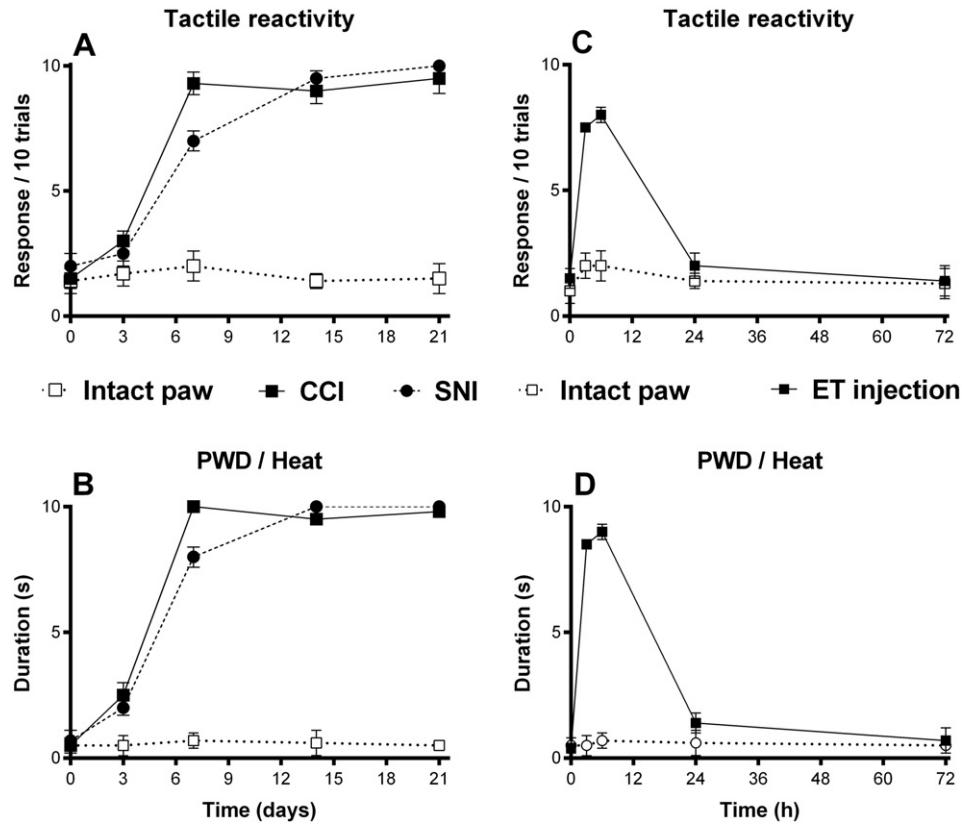 Tactile reactivity
A
Response / 10 trials
10
5
0
0 3 6 9 12 15 18 21
Tactile reactivity
C
Response / 10 trials
10
5
0
0 12 24 36 48 60 72
Intact paw CCI SNI Intact paw ET injection
PWD / Heat
B
Duration (s)
10
5
0
0 3 6 9 12 15 18 21
Time (days)
PWD / Heat
D
Duration (s)
10
5
0
0 12 24 36 48 60 72
Time (h)